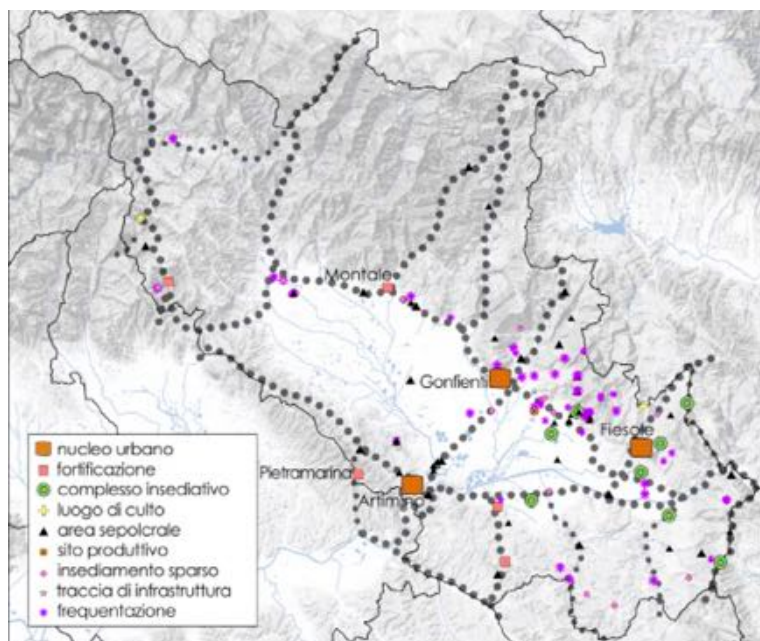 Montale
Gonfienti
Fiesole
Pietramarina
Artimino
nucleo urbano
fortificazione
complesso insediativo
luogo di culto
area sepolcrale
sito produttivo
insediamento sparso
traccia di infrastruttura
frequentazione